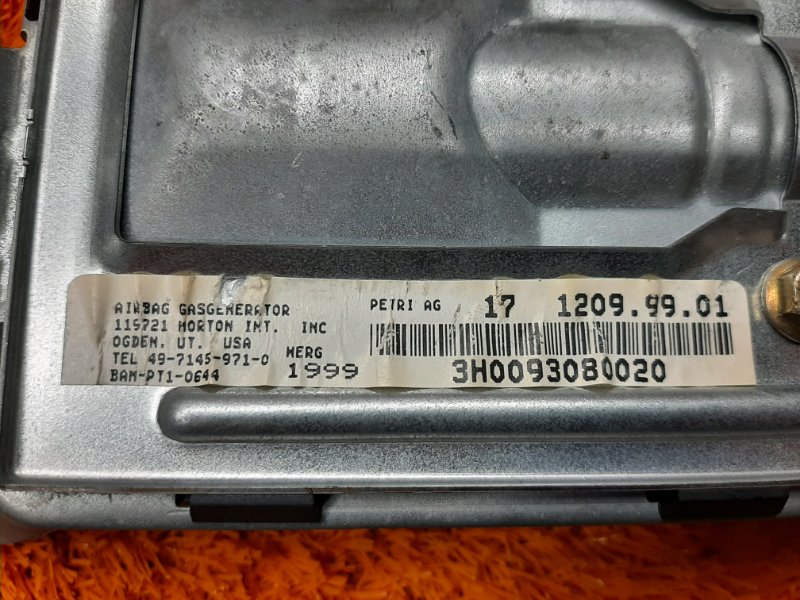 AIRBAG GASGENERATOR
119721 MORTON INT. INC
OGDEN, UT. USA
TEL 49-7145-971-0
BAM-PT1-0644
MERG
1999
PETRI AG 17 1209.99.01
3H0093080020